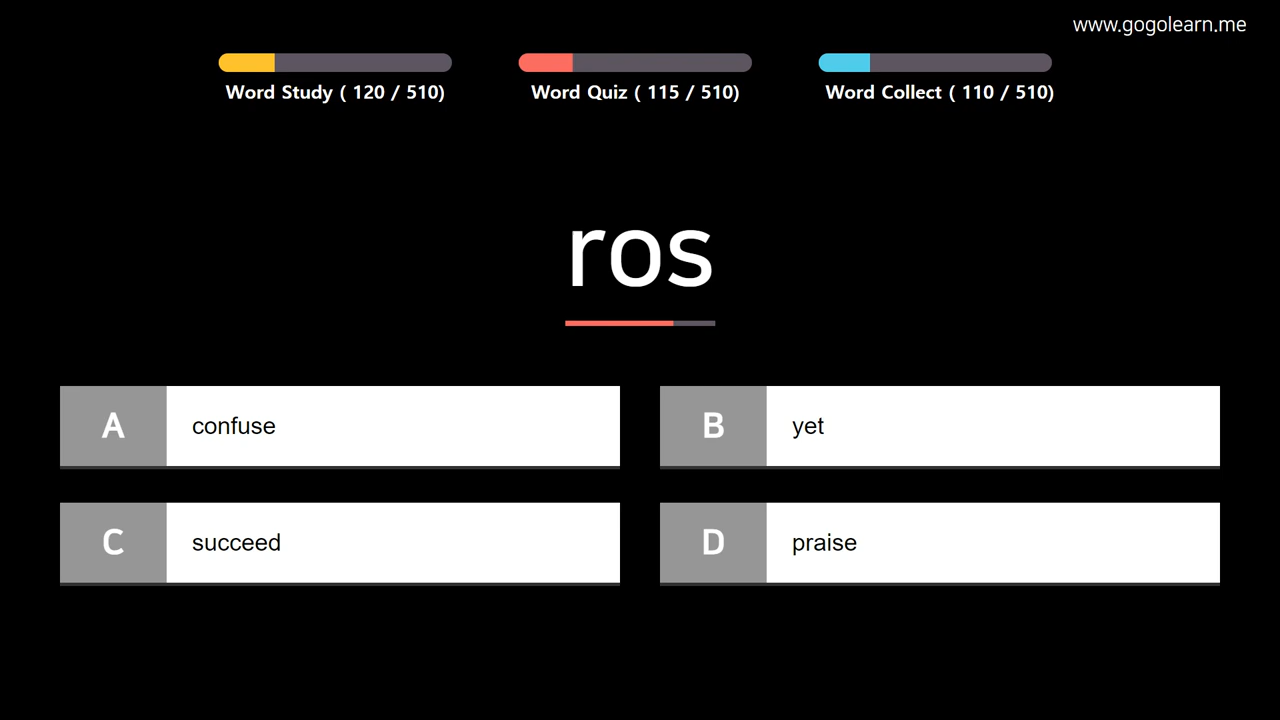 www.gogolearn.me
Word Study ( 120 / 510)
Word Quiz ( 115 / 510)
Word Collect ( 110 / 510)
ros
A confuse
B yet
C succeed
D praise